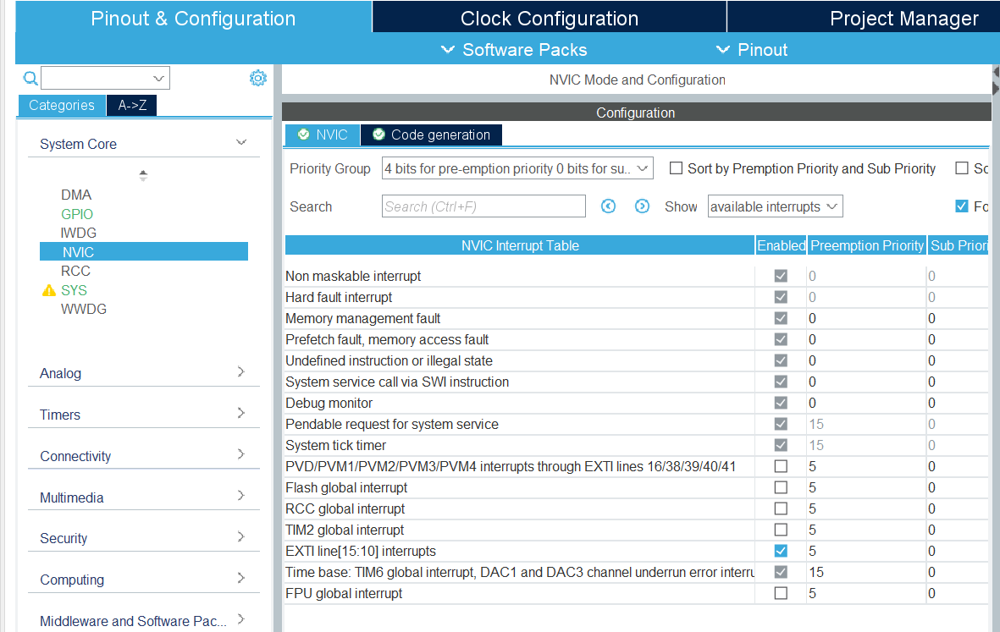 Pinout & Configuration
Clock Configuration
Project Manager
Software Packs
Pinout
NVIC Mode and Configuration
Categories
A->Z
Configuration
NVIC
Code generation
System Core
Priority Group
4 bits for pre-emption priority 0 bits for su..
Sort by Premption Priority and Sub Priority
Search
Search (Ctrl+F)
Show
available interrupts
DMA
GPIO
IWDG
NVIC
RCC
SYS
WWDG
Analog
Timers
Connectivity
Multimedia
Security
Computing
Middleware and Software Pac...
NVIC Interrupt Table Enabled Preemption Priority Sub
Non maskable interrupt 0 0
Hard fault interrupt 0 0
Memory management fault 0 0
Prefetch fault, memory access fault 0 0
Undefined instruction or illegal state 0 0
System service call via SWI instruction 0 0
Debug monitor 0 0
Pendable request for system service 15 0
System tick timer 15 0
PVD/PVM1/PVM2/PVM3/PVM4 interrupts through EXTI lines 16/38/39/40/41 5 0
Flash global interrupt 5 0
RCC global interrupt 5 0
TIM2 global interrupt 5 0
EXTI line[15:10] interrupts 5 0
Time base: TIM6 global interrupt, DAC1 and DAC3 channel underrun error 15 0
FPU global interrupt 5 0